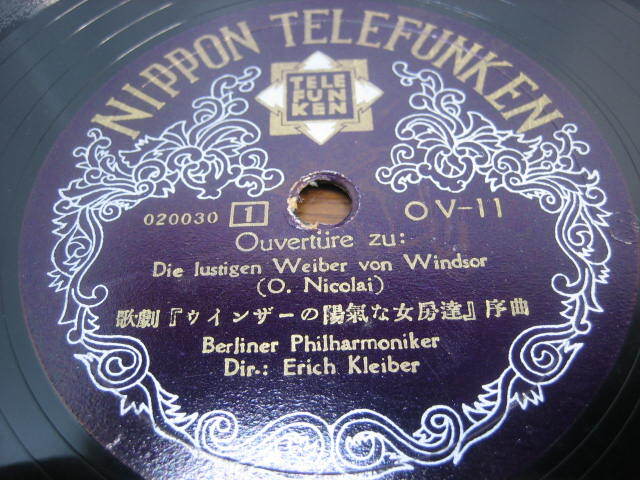 NIPPON TELEFUNKEN
TELE
FUN
KEN
020030 1 OV-11
Ouvertüre zu:
Die lustigen Weiber von Windsor
(O. Nicolai)
歌劇『ウインザーの陽氣な女房達』序曲
Berliner Philharmoniker
Dir.: Erich Kleiber